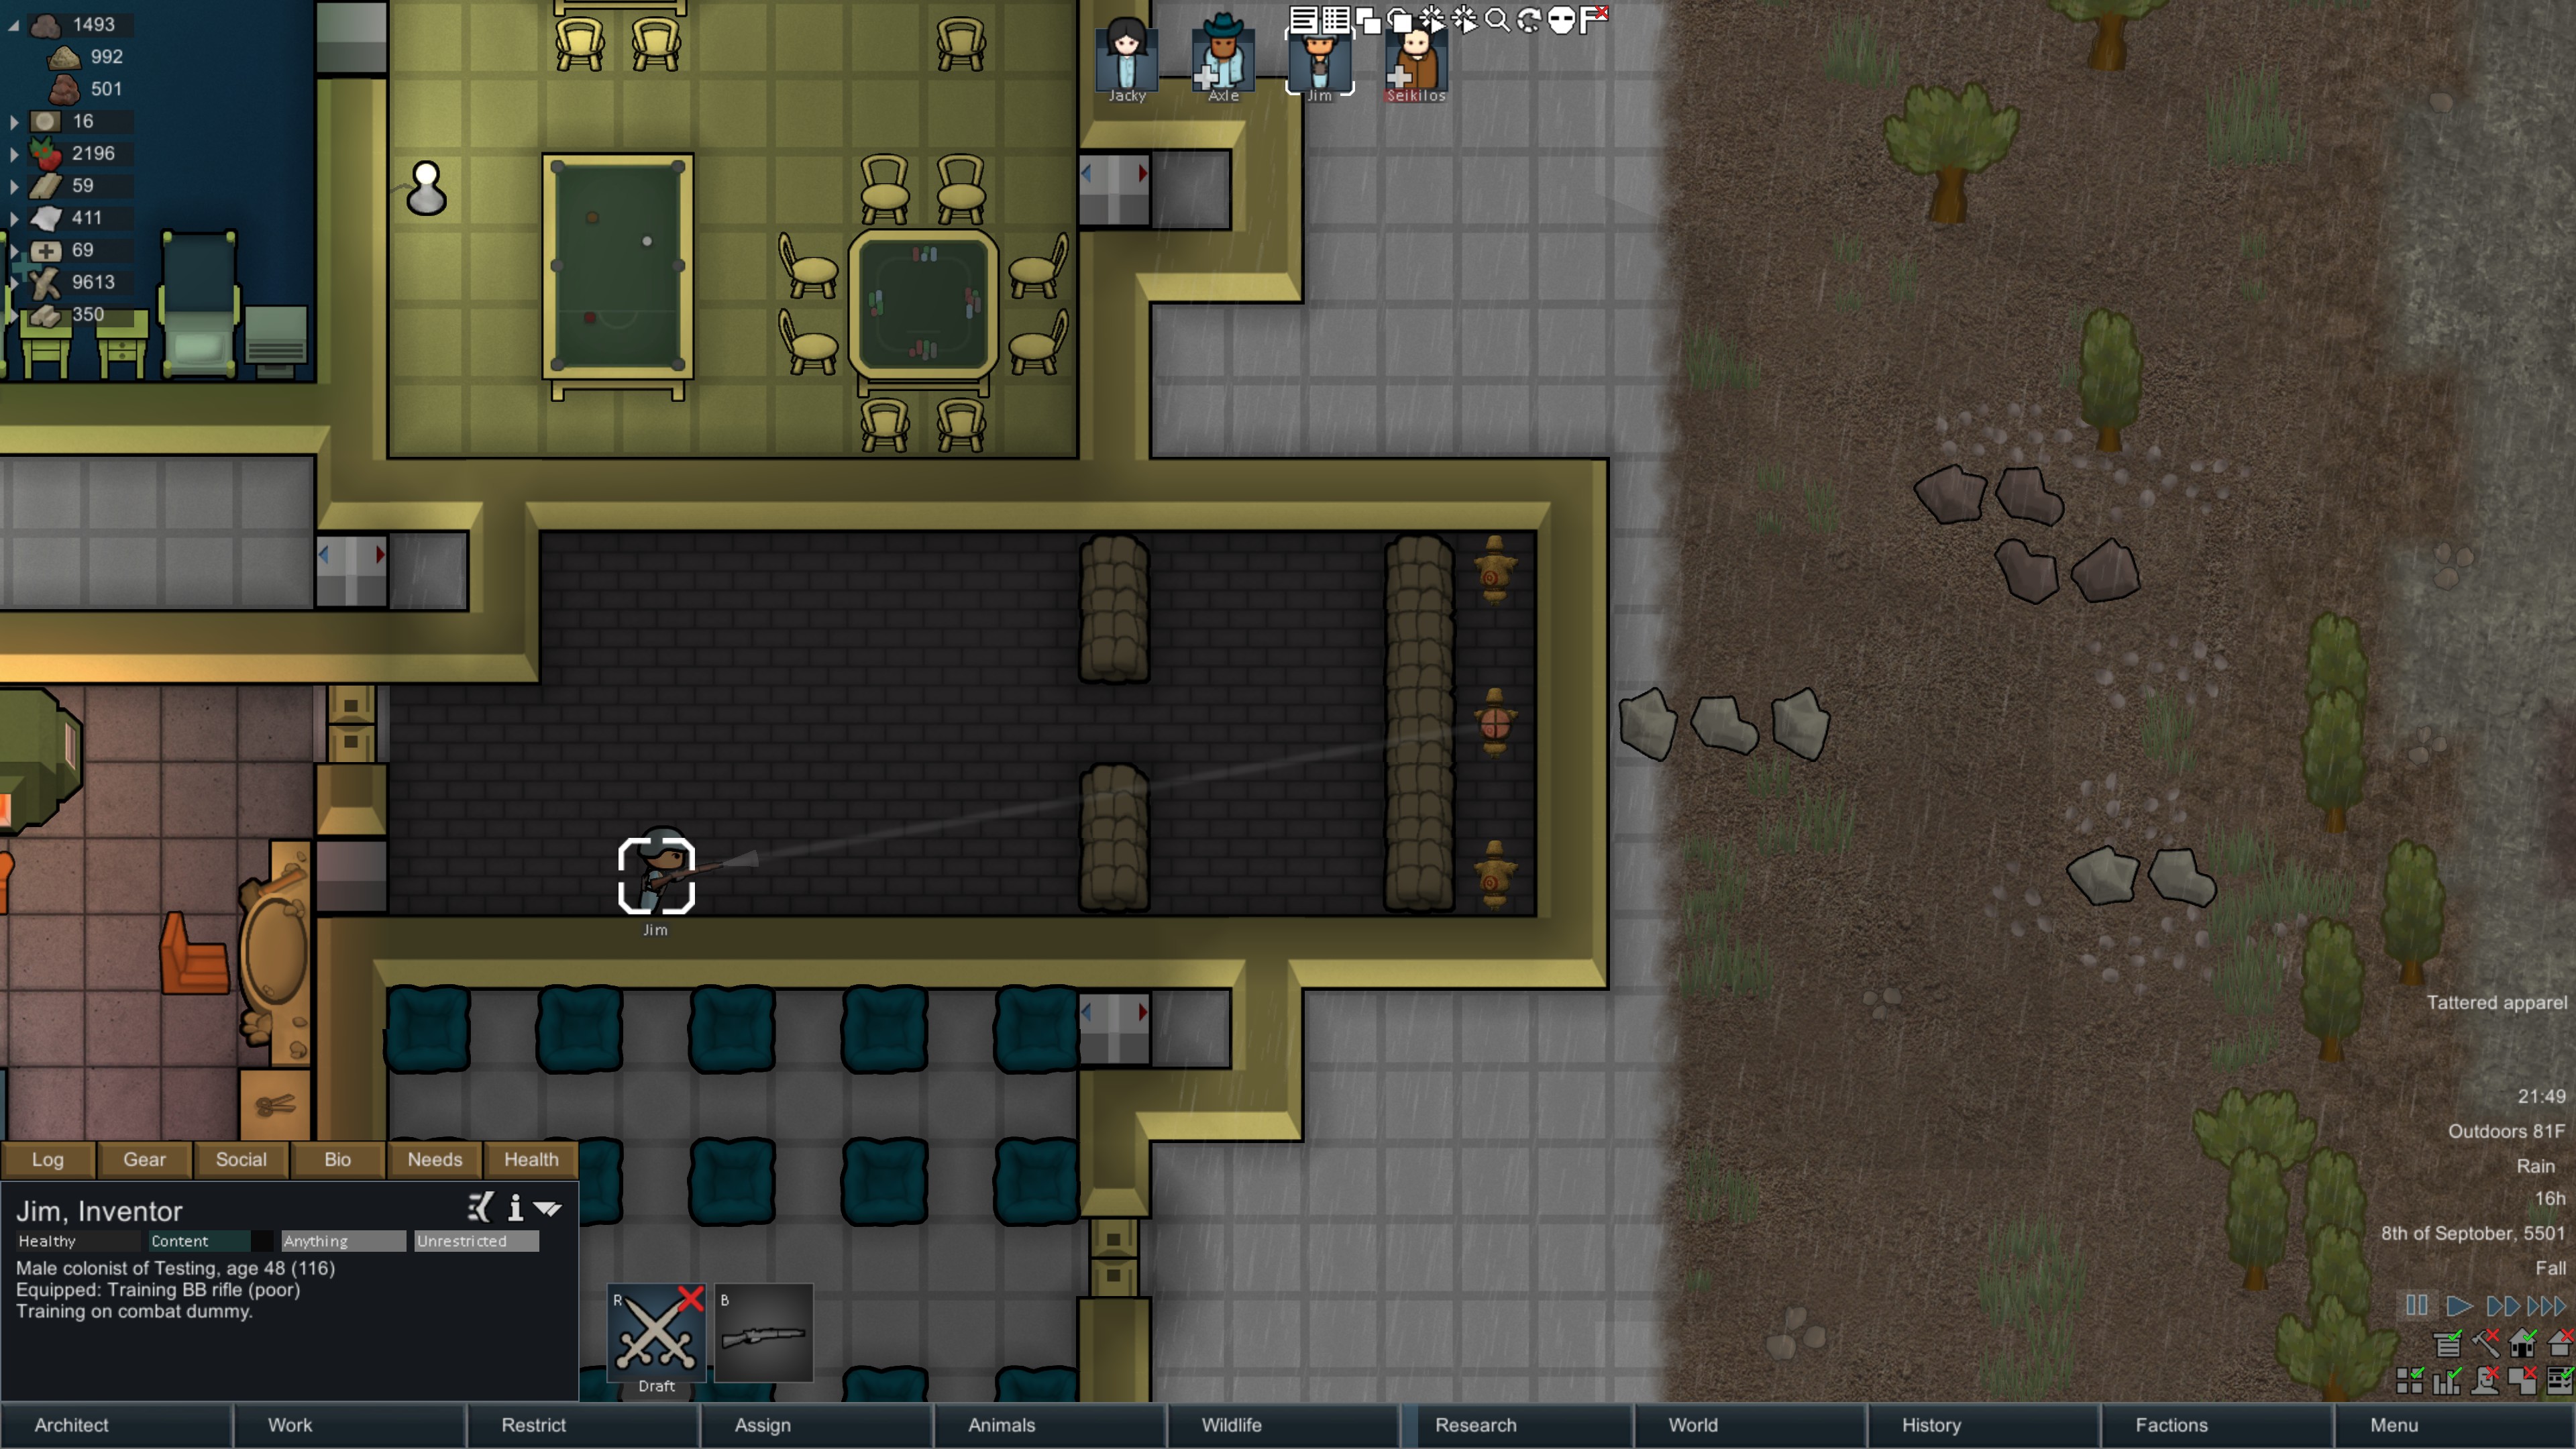 1493
992
501
16
2196
59
411
69
9613
350
Jacky
Axle
Jim
Seikilos
Jim
Tattered apparel
21:49
Outdoors 81F
Rain
16h
8th of Septober, 5501
Fall
Log Gear Social Bio Needs Health
Jim, Inventor
Healthy Content Anything Unrestricted
Male colonist of Testing, age 48 (116)
Equipped: Training BB rifle (poor)
Training on combat dummy.
R B
Draft
Architect Work Restrict Assign Animals Wildlife Research World History Factions Menu